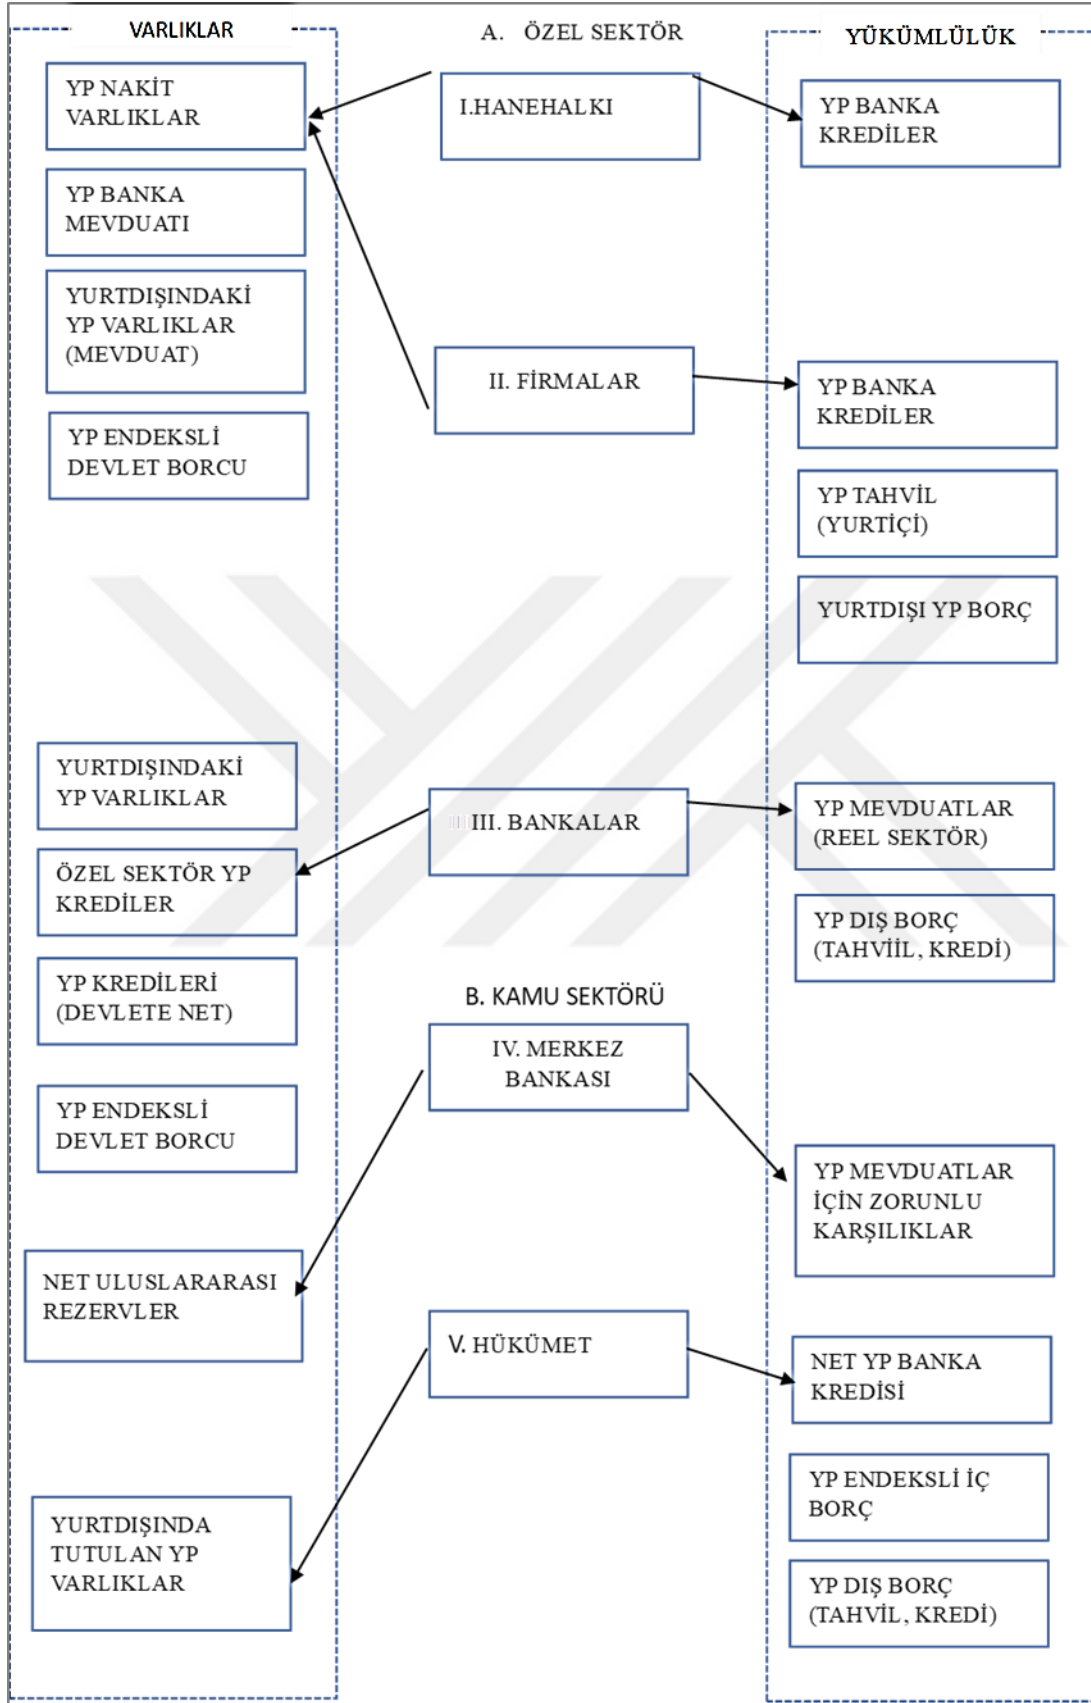 VARLIKLAR
A. ÖZEL SEKTÖR
YÜKÜMLÜLÜK
YP NAKİT
VARLIKLAR
I.HANEHALKI
YP BANKA
KREDİLER
YP BANKA
MEVDUATI
YURTDIŞINDAKİ
YP VARLIKLAR
(MEVDUAT)
II. FİRMALAR
YP BANKA
KREDİLER
YP ENDEKSLİ
DEVLET BORCU
YP TAHVİL
(YURTİÇİ)
YURTDIŞI YP BORÇ
YURTDIŞINDAKİ
YP VARLIKLAR
III. BANKALAR
YP MEVDUATLAR
(REEL SEKTÖR)
ÖZEL SEKTÖR YP
KREDİLER
YP DIŞ BORÇ
(TAHVİİL, KREDİ)
YP KREDİLERİ
(DEVLETE NET)
B. KAMU SEKTÖRÜ
IV. MERKEZ
BANKASI
YP ENDEKSLİ
DEVLET BORCU
YP MEVDUATLAR
İÇİN ZORUNLU
KARŞILIKLAR
NET ULUSLARARASI
REZERVLER
V. HÜKÜMET
NET YP BANKA
KREDİSİ
YP ENDEKSLİ İÇ
BORÇ
YURTDIŞINDA
TUTULAN YP
VARLIKLAR
YP DIŞ BORÇ
(TAHVİL, KREDİ)